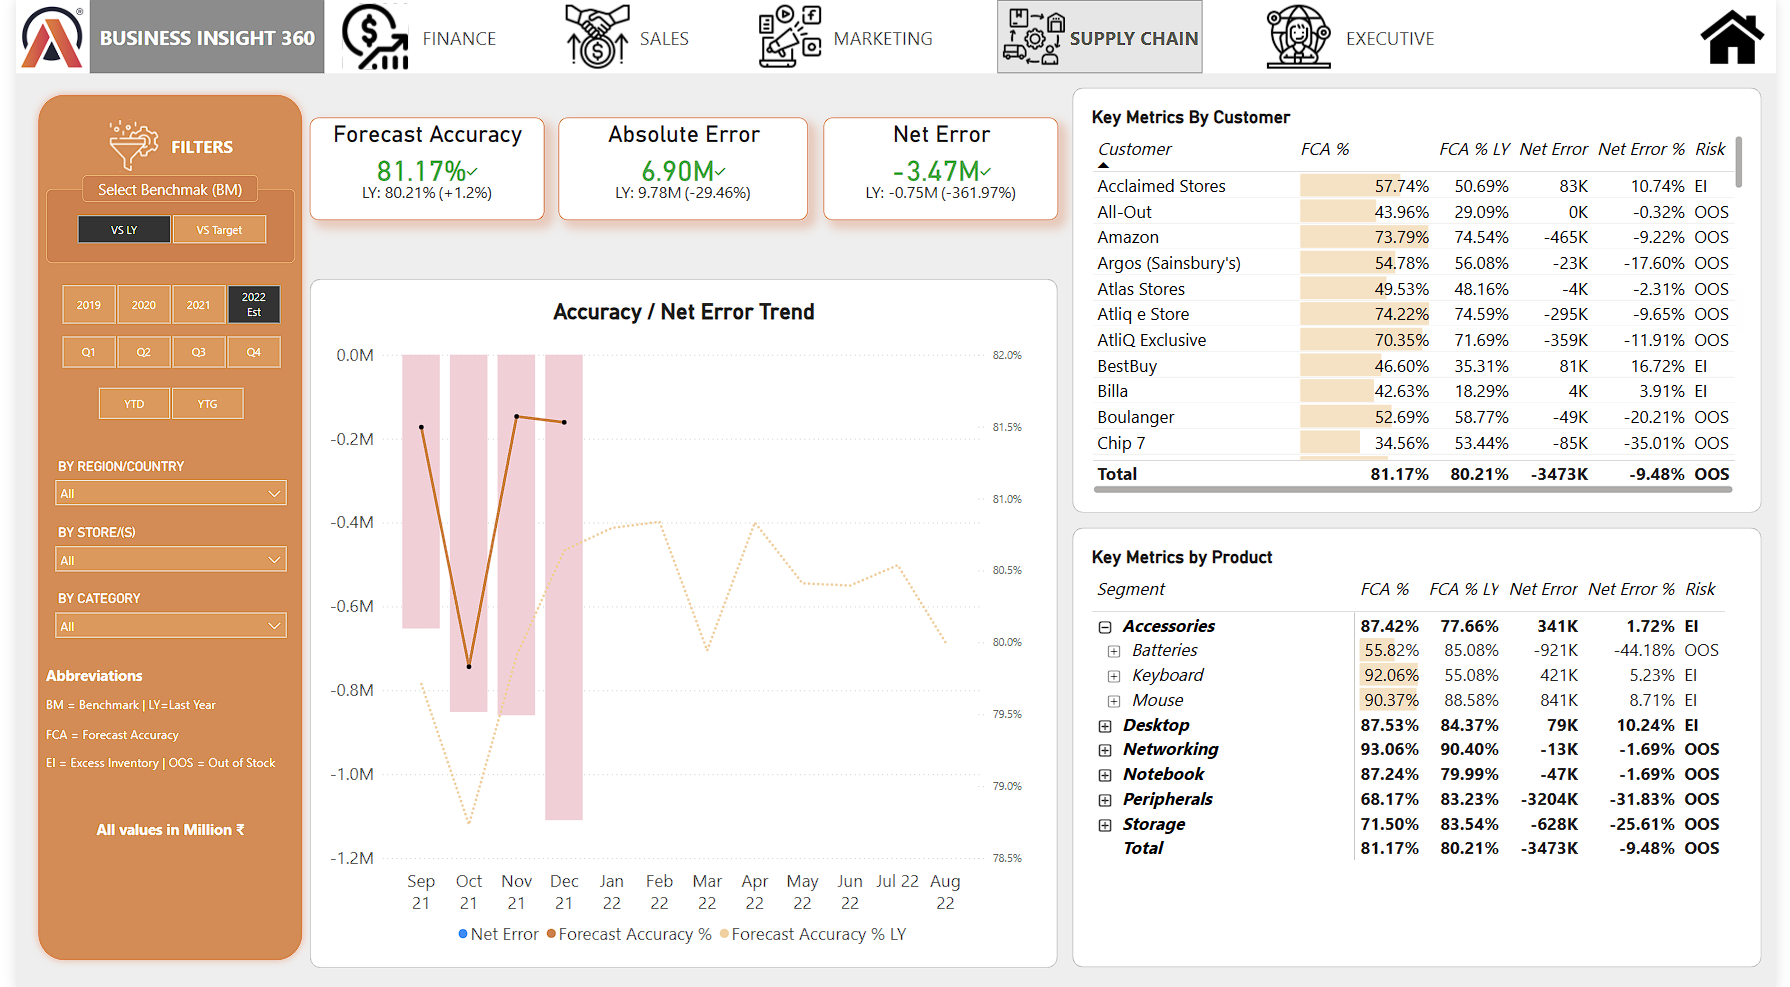 BUSINESS INSIGHT 360
FINANCE
SALES
MARKETING
SUPPLY CHAIN
EXECUTIVE
FILTERS
Select Benchmak (BM)
VS LY VS Target
2019 2020 2021 2022 Est
Q1 Q2 Q3 Q4
YTD YTG
BY REGION/COUNTRY
All
BY STORE/(S)
All
BY CATEGORY
All
Abbreviations
BM = Benchmark | LY=Last Year
FCA = Forecast Accuracy
EI = Excess Inventory | OOS = Out of Stock
All values in Million ₹
Forecast Accuracy
81.17%✓
LY: 80.21% (+1.2%)
Absolute Error
6.90M✓
LY: 9.78M (-29.46%)
Net Error
-3.47M✓
LY: -0.75M (-361.97%)
Accuracy / Net Error Trend
0.0M 82.0%
81.5%
-0.2M
81.0%
-0.4M
80.5%
-0.6M
80.0%
-0.8M
79.5%
-1.0M
79.0%
-1.2M 78.5%
Sep 21 Oct 21 Nov 21 Dec 21 Jan 22 Feb 22 Mar 22 Apr 22 May 22 Jun 22 Jul 22 Aug 22
Net Error Forecast Accuracy % Forecast Accuracy % LY
Key Metrics By Customer
Customer FCA % FCA % LY Net Error Net Error % Risk
Acclaimed Stores 57.74% 50.69% 83K 10.74% EI
All-Out 43.96% 29.09% 0K -0.32% OOS
Amazon 73.79% 74.54% -465K -9.22% OOS
Argos (Sainsbury's) 54.78% 56.08% -23K -17.60% OOS
Atlas Stores 49.53% 48.16% -4K -2.31% OOS
Atliq e Store 74.22% 74.59% -295K -9.65% OOS
AtliQ Exclusive 70.35% 71.69% -359K -11.91% OOS
BestBuy 46.60% 35.31% 81K 16.72% EI
Billa 42.63% 18.29% 4K 3.91% EI
Boulanger 52.69% 58.77% -49K -20.21% OOS
Chip 7 34.56% 53.44% -85K -35.01% OOS
Total 81.17% 80.21% -3473K -9.48% OOS
Key Metrics by Product
Segment FCA % FCA % LY Net Error Net Error % Risk
Accessories 87.42% 77.66% 341K 1.72% EI
Batteries 55.82% 85.08% -921K -44.18% OOS
Keyboard 92.06% 55.08% 421K 5.23% EI
Mouse 90.37% 88.58% 841K 8.71% EI
Desktop 87.53% 84.37% 79K 10.24% EI
Networking 93.06% 90.40% -13K -1.69% OOS
Notebook 87.24% 79.99% -47K -1.69% OOS
Peripherals 68.17% 83.23% -3204K -31.83% OOS
Storage 71.50% 83.54% -628K -25.61% OOS
Total 81.17% 80.21% -3473K -9.48% OOS